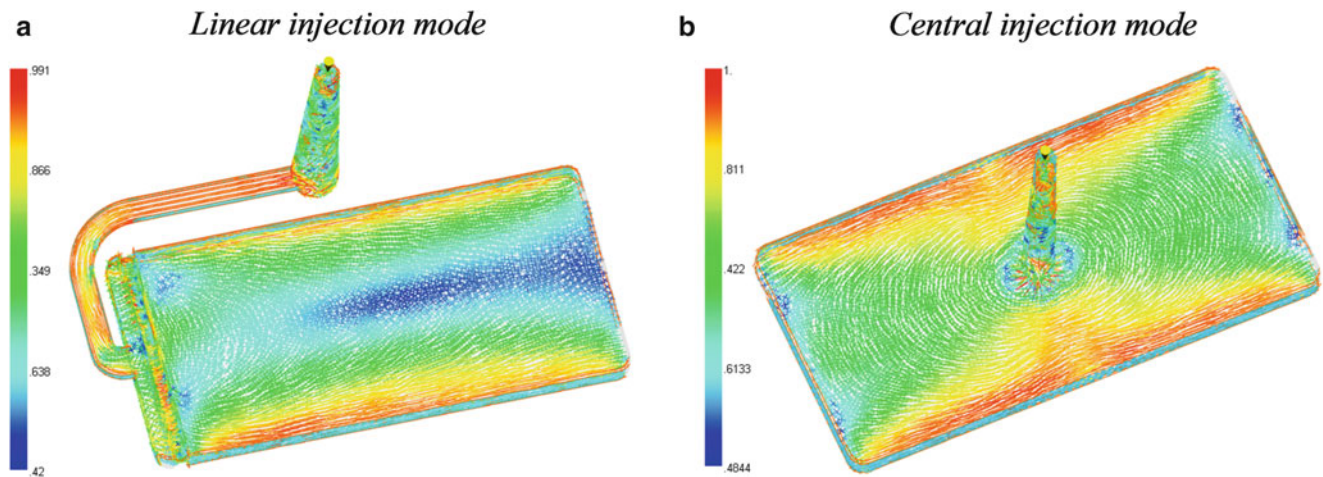 a
Linear injection mode
.991
.866
.349
.638
.42
b
Central injection mode
1.
.811
.422
.6133
.4844